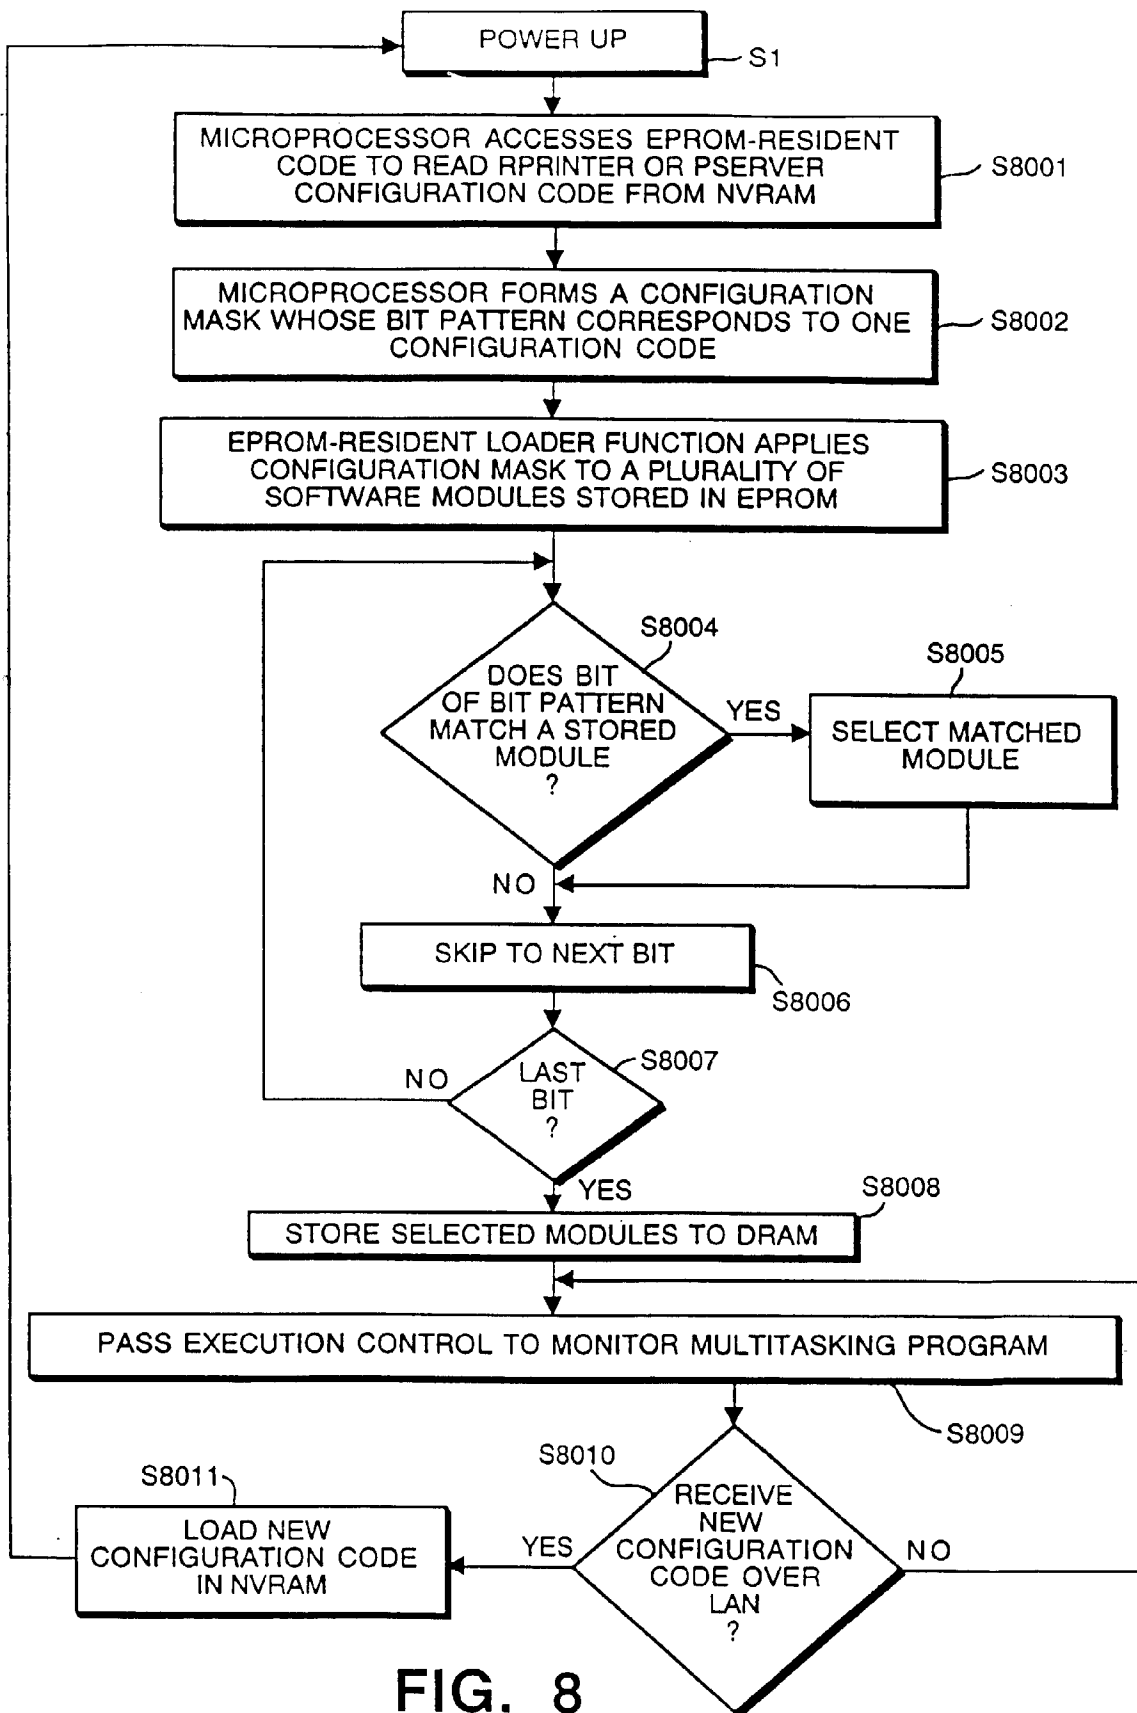 POWER UP
S1
MICROPROCESSOR ACCESSES EPROM-RESIDENT
CODE TO READ RPRINTER OR PSERVER
CONFIGURATION CODE FROM NVRAM
S8001
MICROPROCESSOR FORMS A CONFIGURATION
MASK WHOSE BIT PATTERN CORRESPONDS TO ONE
CONFIGURATION CODE
S8002
EPROM-RESIDENT LOADER FUNCTION APPLIES
CONFIGURATION MASK TO A PLURALITY OF
SOFTWARE MODULES STORED IN EPROM
S8003
S8004
DOES BIT
OF BIT PATTERN
MATCH A STORED
MODULE
?
YES
S8005
SELECT MATCHED
MODULE
NO
SKIP TO NEXT BIT
S8006
S8007
LAST
BIT
?
NO
YES
S8008
STORE SELECTED MODULES TO DRAM
PASS EXECUTION CONTROL TO MONITOR MULTITASKING PROGRAM
S8009
S8010
RECEIVE
NEW
CONFIGURATION
CODE OVER
LAN
?
YES
NO
S8011
LOAD NEW
CONFIGURATION CODE
IN NVRAM
FIG. 8